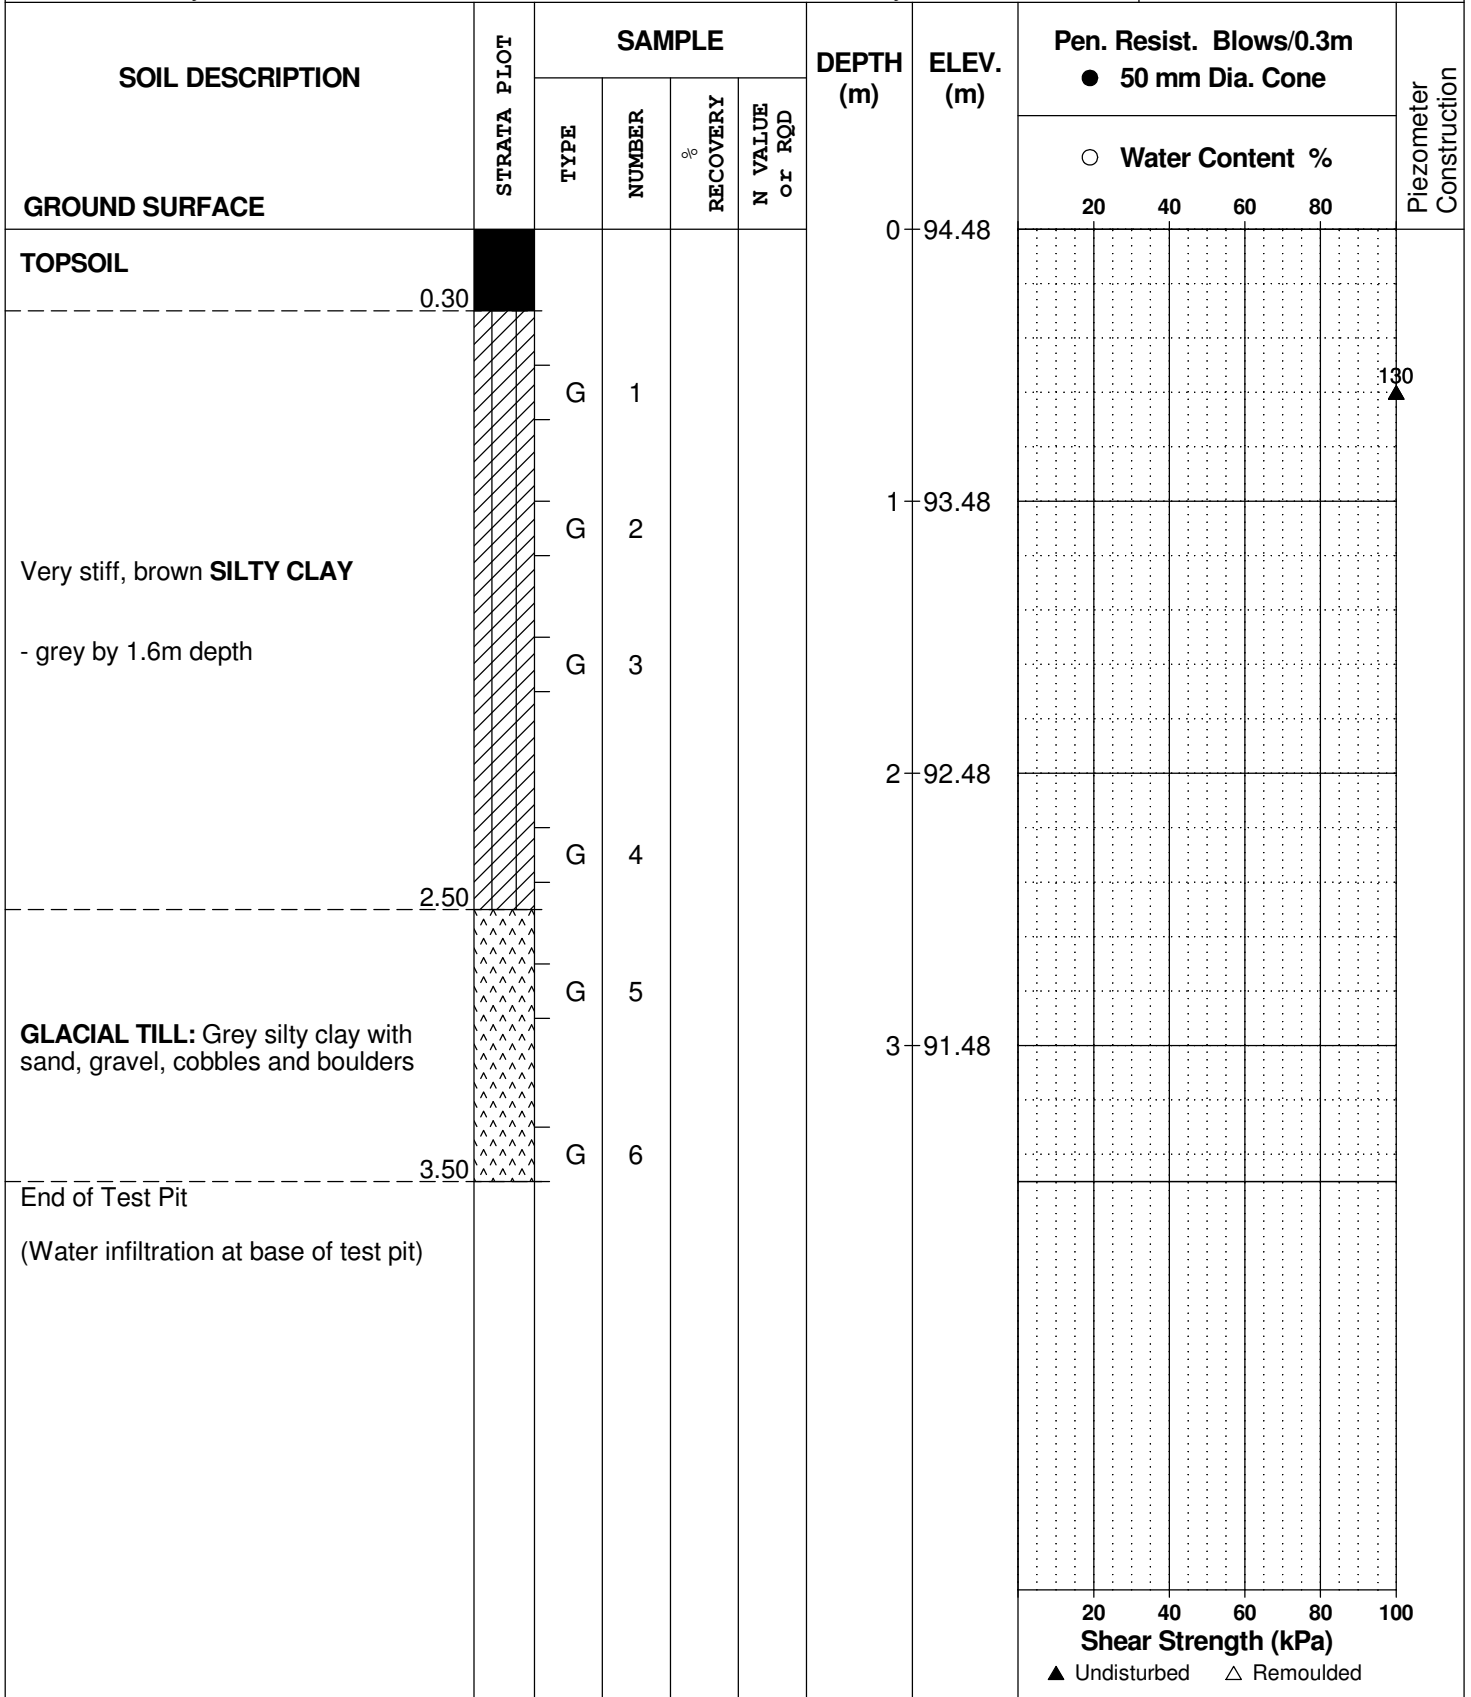 SOIL DESCRIPTION
GROUND SURFACE
STRATA PLOT
SAMPLE
TYPE
NUMBER
% RECOVERY
N VALUE
or RQD
DEPTH
(m)
ELEV.
(m)
Pen. Resist. Blows/0.3m
● 50 mm Dia. Cone
○ Water Content %
20 40 60 80
Piezometer
Construction
0 94.48
TOPSOIL
0.30
G 1
130
1 93.48
G 2
Very stiff, brown SILTY CLAY
- grey by 1.6m depth
G 3
2 92.48
G 4
2.50
G 5
GLACIAL TILL: Grey silty clay with
sand, gravel, cobbles and boulders
3 91.48
G 6
3.50
End of Test Pit
(Water infiltration at base of test pit)
20 40 60 80 100
Shear Strength (kPa)
▲ Undisturbed △ Remoulded